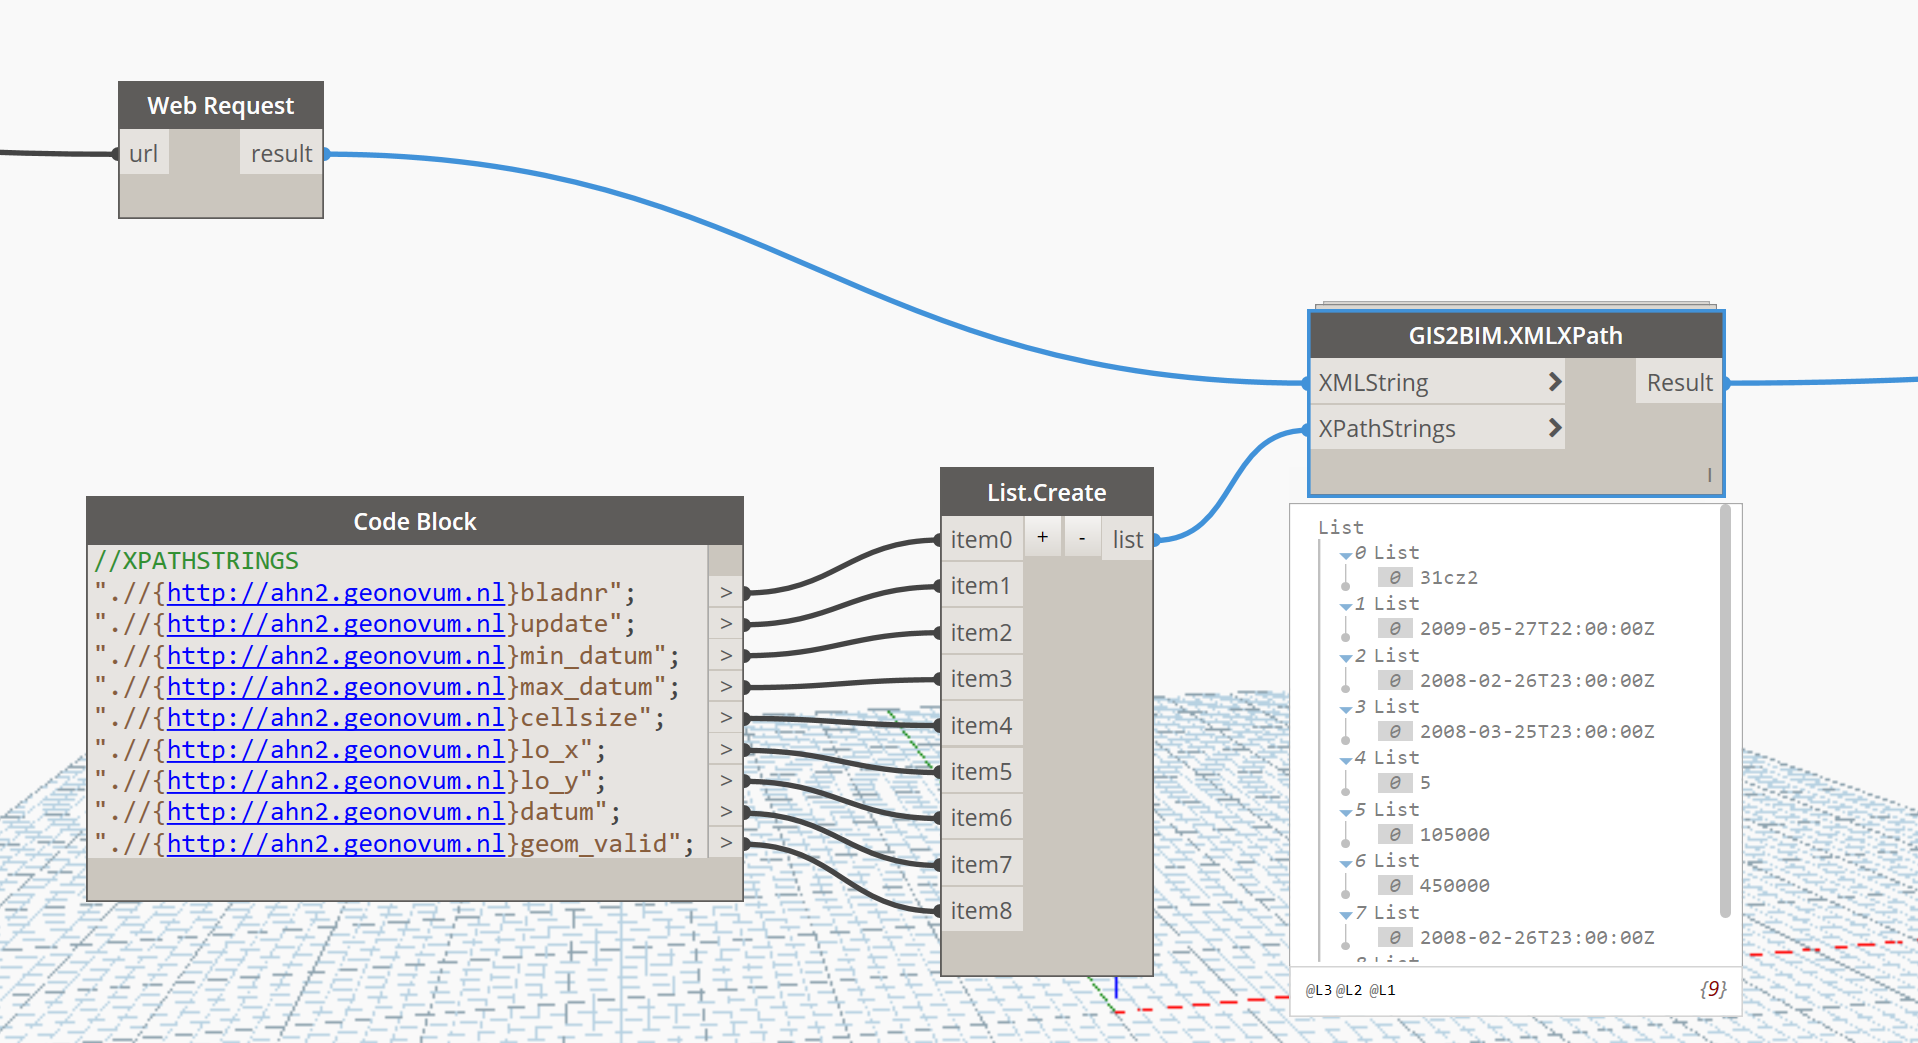 Web Request
url
result
GIS2BIM.XMLXPath
XMLString
Result
XPathStrings
l
Code Block
//XPATHSTRINGS
".//{http://ahn2.geonovum.nl}bladnr"; >
".//{http://ahn2.geonovum.nl}update"; >
".//{http://ahn2.geonovum.nl}min_datum"; >
".//{http://ahn2.geonovum.nl}max_datum"; >
".//{http://ahn2.geonovum.nl}cellsize"; >
".//{http://ahn2.geonovum.nl}lo_x"; >
".//{http://ahn2.geonovum.nl}lo_y"; >
".//{http://ahn2.geonovum.nl}datum"; >
".//{http://ahn2.geonovum.nl}geom_valid"; >
List.Create
item0 + - list
item1
item2
item3
item4
item5
item6
item7
item8
List
0 List
0 31cz2
1 List
0 2009-05-27T22:00:00Z
2 List
0 2008-02-26T23:00:00Z
3 List
0 2008-03-25T23:00:00Z
4 List
0 5
5 List
0 105000
6 List
0 450000
7 List
0 2008-02-26T23:00:00Z
8 List
@L3 @L2 @L1 {9}